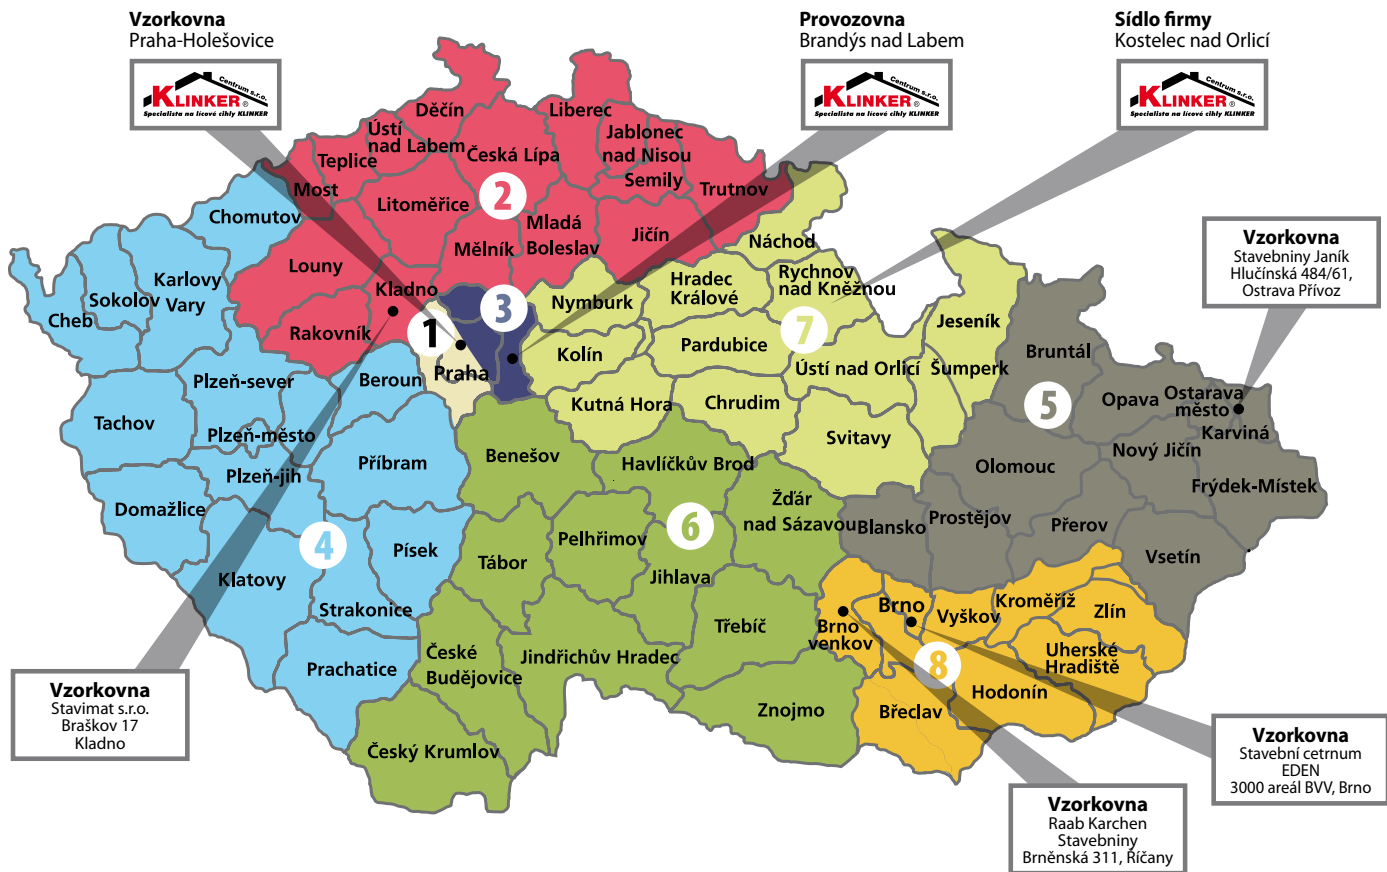 Vzorkovna
Praha-Holešovice
Centrum s.r.o.
KLINKER ®
Specialista na lícové cihly KLINKER
Provozovna
Brandýs nad Labem
Centrum s.r.o.
KLINKER ®
Specialista na lícové cihly KLINKER
Sídlo firmy
Kostelec nad Orlicí
Centrum s.r.o.
KLINKER ®
Specialista na lícové cihly KLINKER
Děčín
Liberec
Ústí
nad Labem
Jablonec
nad Nisou
Teplice
Česká Lípa
Semily
Most
Trutnov
2
Litoměřice
Chomutov
Mladá
Boleslav
Jičín
Mělník
Náchod
Louny
Karlovy
Vary
Kladno
Hradec
Králové
Rychnov
nad Kněžnou
Sokolov
Nymburk
Cheb
3
Rakovník
1
7
Jeseník
Kolín
Pardubice
Praha
Beroun
Plzeň-sever
Ústí nad Orlicí
Šumperk
Bruntál
Tachov
Kutná Hora
Chrudim
5
Opava
Ostarava
město
Plzeň-město
Svitavy
Karviná
Benešov
Havlíčkův Brod
Nový Jičín
Příbram
Plzeň-jih
Olomouc
Frýdek-Místek
Domažlice
Žďár
nad Sázavou
Blansko
Prostějov
Přerov
6
4
Písek
Pelhřimov
Vsetín
Tábor
Klatovy
Jihlava
Strakonice
Brno
Vyškov
Kroměříž
Zlín
Třebíč
Brno
venkov
Uherské
Hradiště
České
Budějovice
Jindřichův Hradec
8
Prachatice
Hodonín
Znojmo
Břeclav
Český Krumlov
Vzorkovna
Stavebniny Janík
Hlučínská 484/61,
Ostrava Přívoz
Vzorkovna
Stavimat s.r.o.
Braškov 17
Kladno
Vzorkovna
Stavební cetrnum
EDEN
3000 areál BVV, Brno
Vzorkovna
Raab Karchen
Stavebniny
Brněnská 311, Říčany